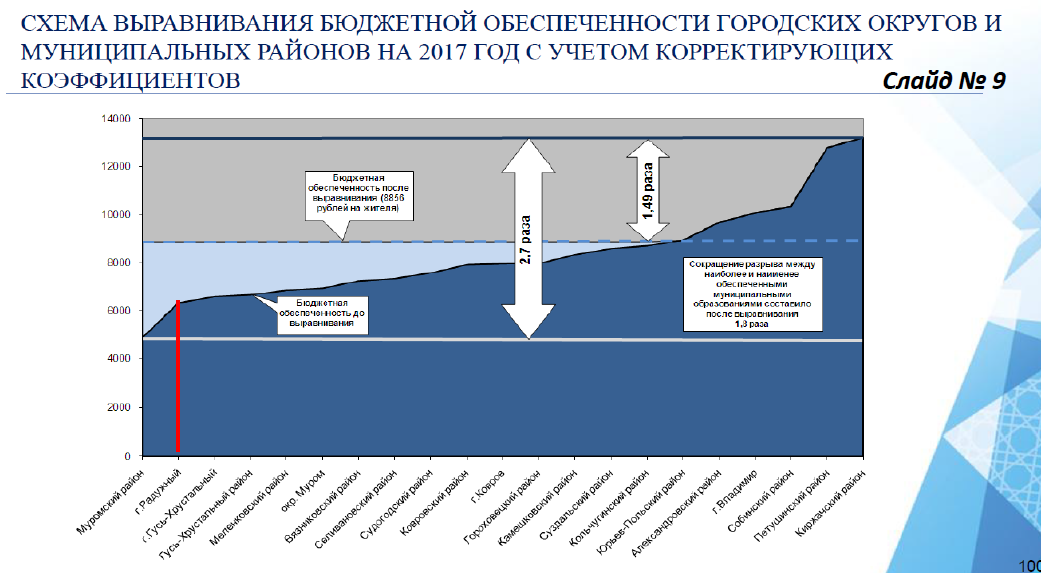 СХЕМА ВЫРАВНИВАНИЯ БЮДЖЕТНОЙ ОБЕСПЕЧЕННОСТИ ГОРОДСКИХ ОКРУГОВ И
МУНИЦИПАЛЬНЫХ РАЙОНОВ НА 2017 ГОД С УЧЕТОМ КОРРЕКТИРУЮЩИХ
КОЭФФИЦИЕНТОВ
Слайд № 9
14000
12000
10000
8000
6000
4000
2000
0
Бюджетная
обеспеченность после
выравнивания (8856
рублей на жителя)
Бюджетная
обеспеченность до
выравнивания
2,7 раза
1,49 раза
Сокращение разрыва между
наиболее и наименее
обеспеченными
муниципальными
образованиями составило
после выравнивания
1,8 раза
Муромский район
г.Радужный
г.Гусь-Хрустальный
Гусь-Хрустальный район
Меленковский район
окр. Муром
Вязниковский район
Селивановский район
Судогодский район
Ковровский район
г.Ковров
Гороховецкий район
Камешковский район
Суздальский район
Кольчугинский район
Юрьев-Польский район
Александровский район
г.Владимир
Собинский район
Петушинский район
Киржачский район
100